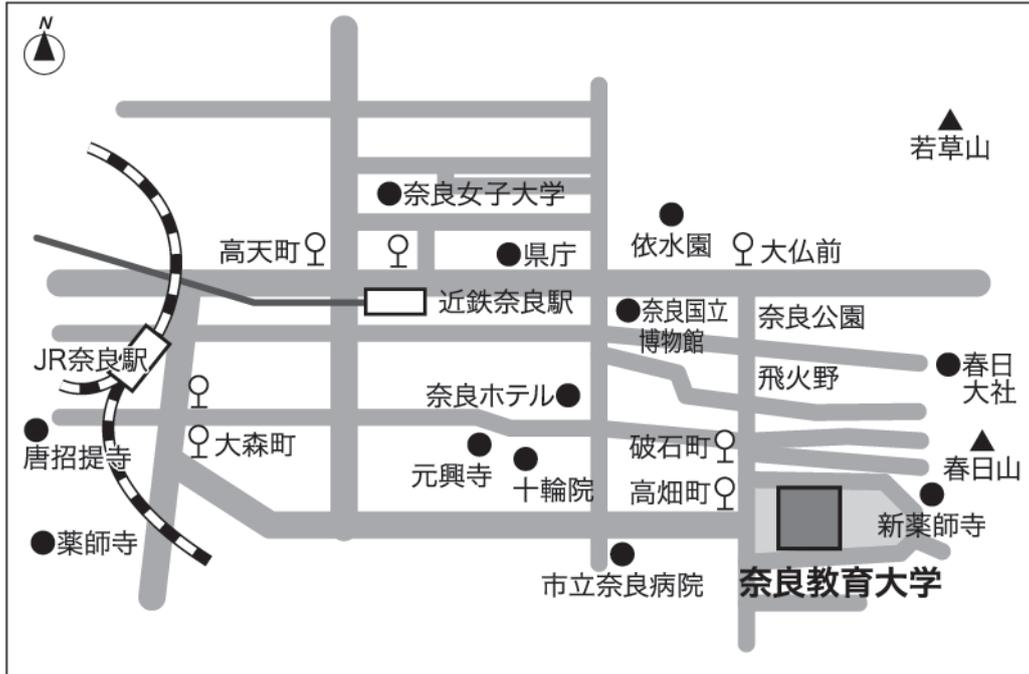 N
若草山
奈良女子大学
高天町
県庁
依水園
大仏前
近鉄奈良駅
奈良国立
博物館
奈良公園
JR奈良駅
飛火野
春日
大社
奈良ホテル
唐招提寺
大森町
元興寺
十輪院
破石町
春日山
高畑町
新薬師寺
薬師寺
市立奈良病院
奈良教育大学